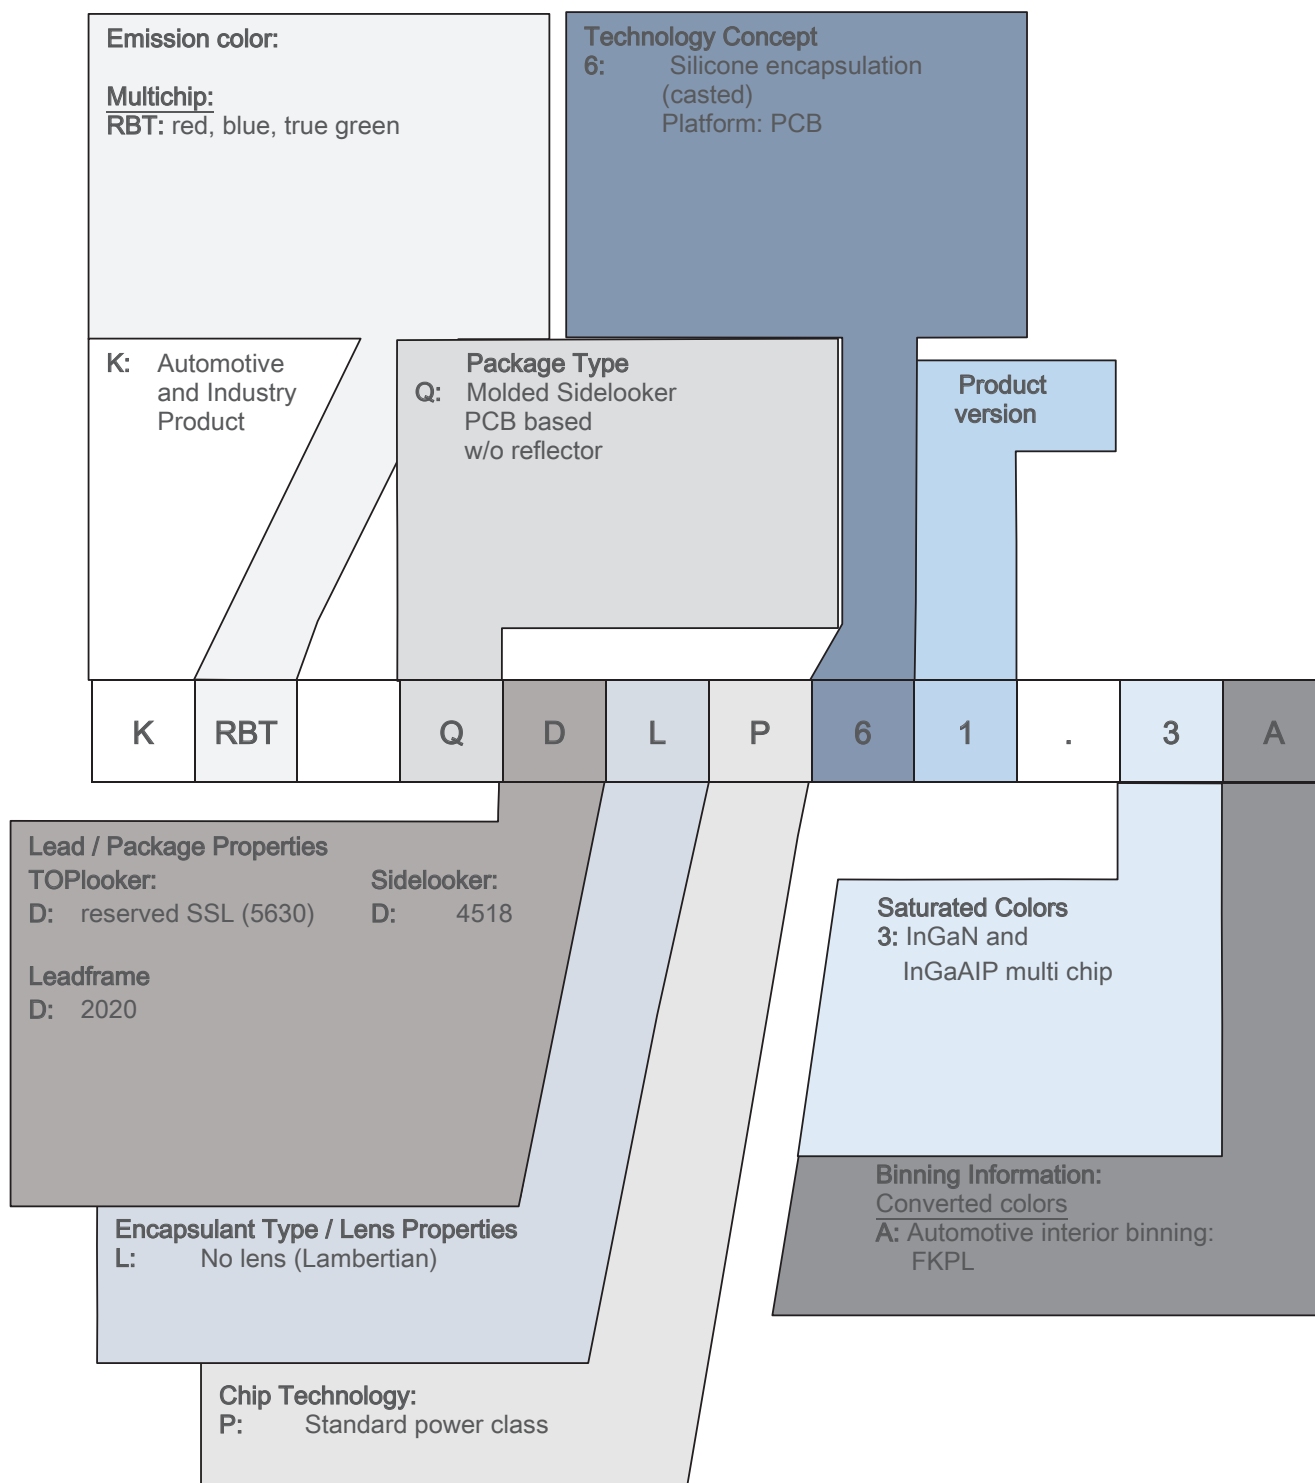 Emission color:
Multichip:
RBT: red, blue, true green
Technology Concept
6: Silicone encapsulation
(casted)
Platform: PCB
K: Automotive
and Industry
Product
Package Type
Q: Molded Sidelooker
PCB based
w/o reflector
Product
version
K RBT Q D L P 6 1 . 3 A
Lead / Package Properties
TOPlooker: Sidelooker:
D: reserved SSL (5630) D: 4518
Leadframe
D: 2020
Saturated Colors
3: InGaN and
InGaAIP multi chip
Binning Information:
Converted colors
A: Automotive interior binning:
FKPL
Encapsulant Type / Lens Properties
L: No lens (Lambertian)
Chip Technology:
P: Standard power class